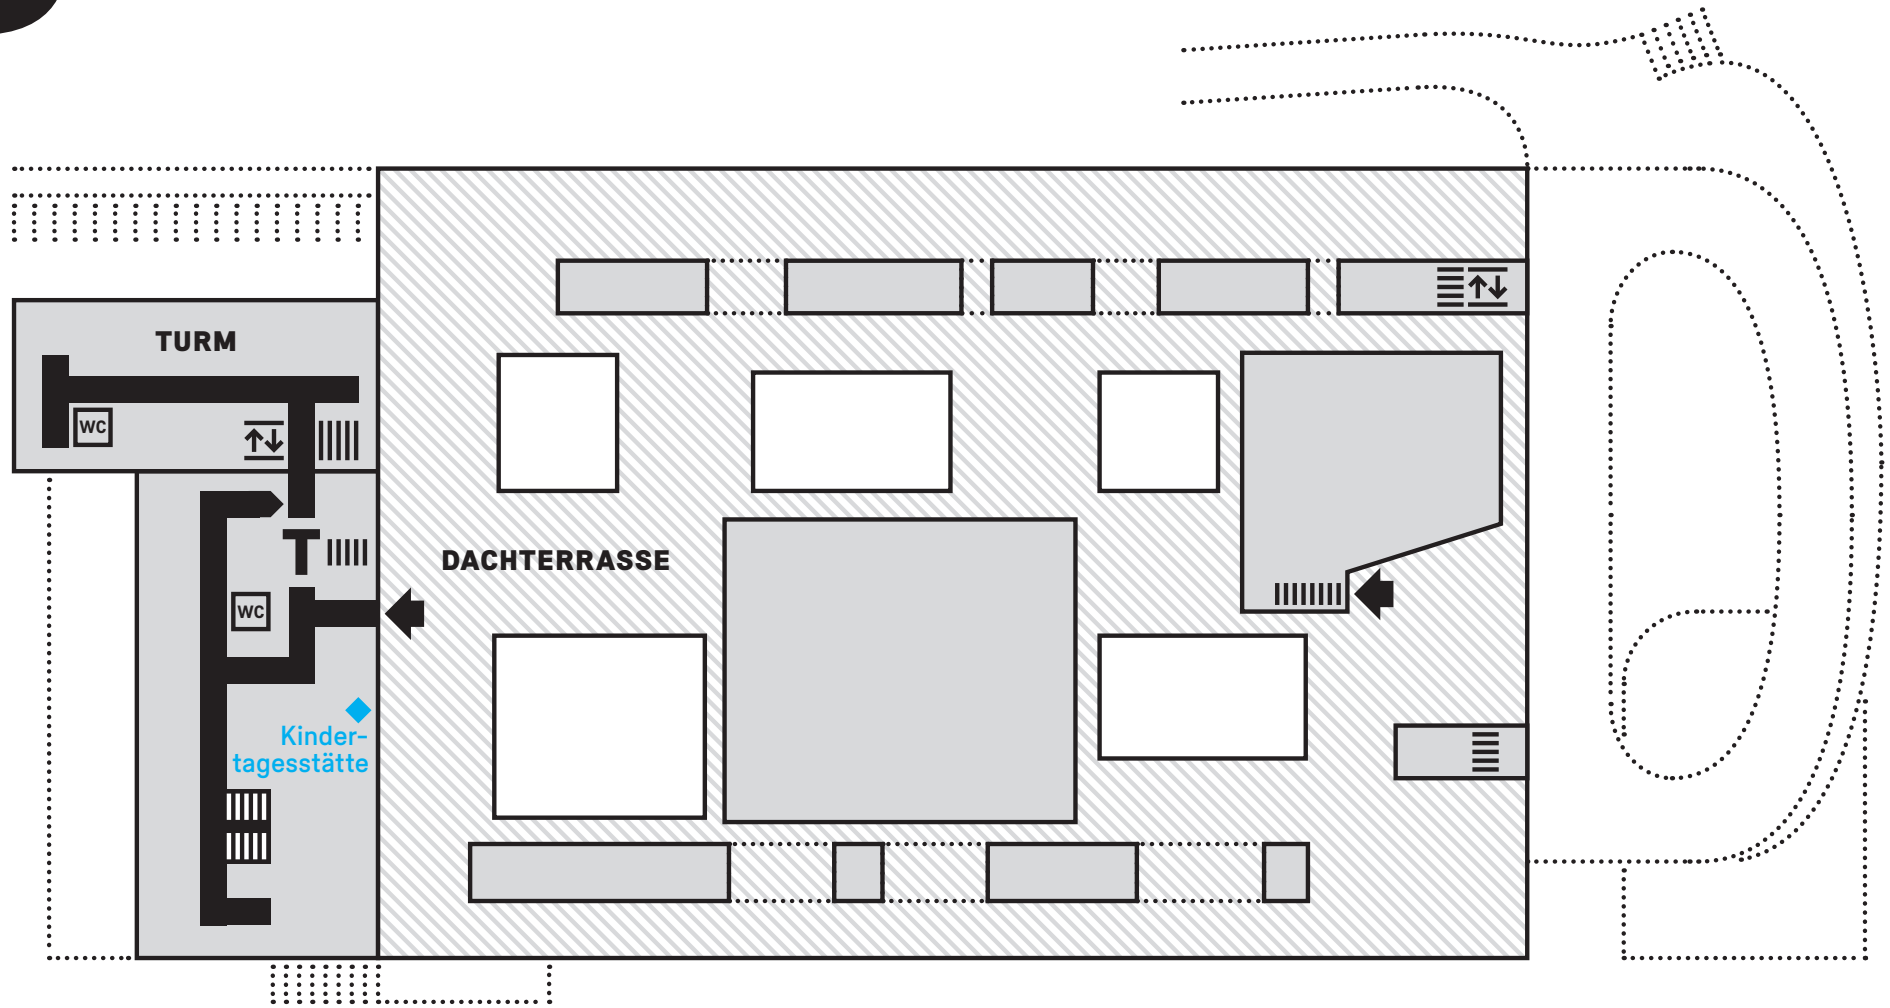 TURM
WC
T
DACHTERRASSE
WC
Kinder-
tagesstätte